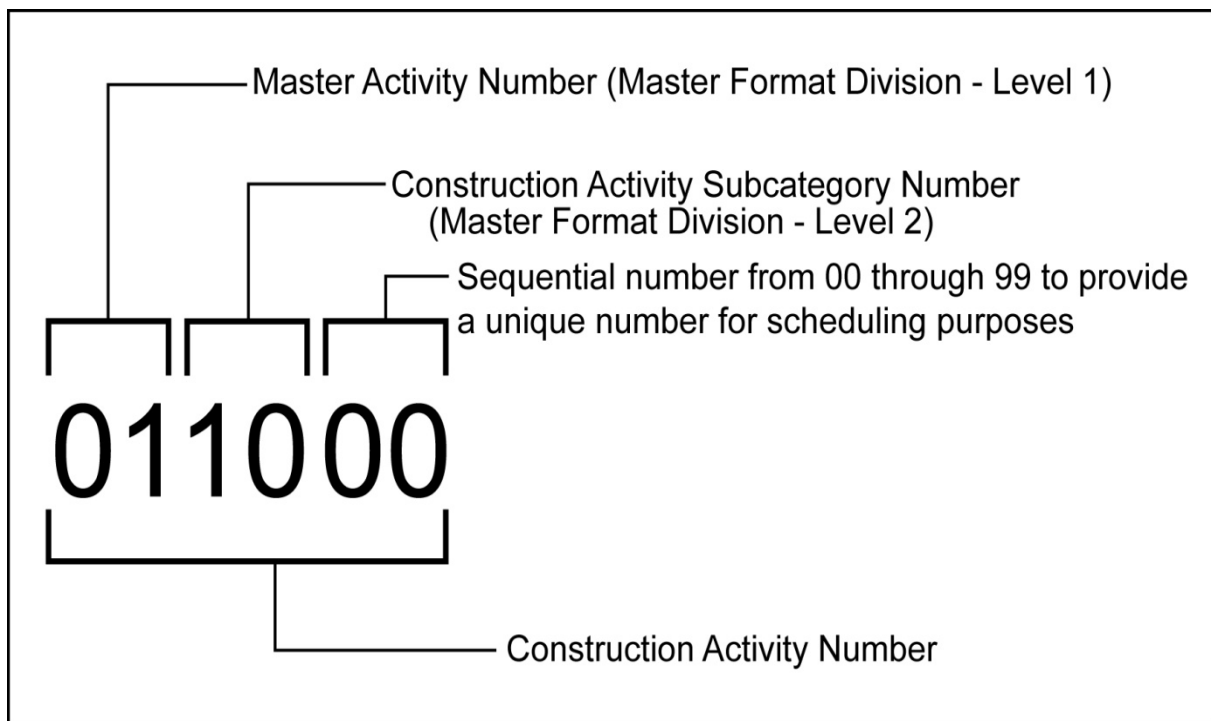 Master Activity Number (Master Format Division - Level 1)
Construction Activity Subcategory Number
(Master Format Division - Level 2)
Sequential number from 00 through 99 to provide
a unique number for scheduling purposes
011000
Construction Activity Number